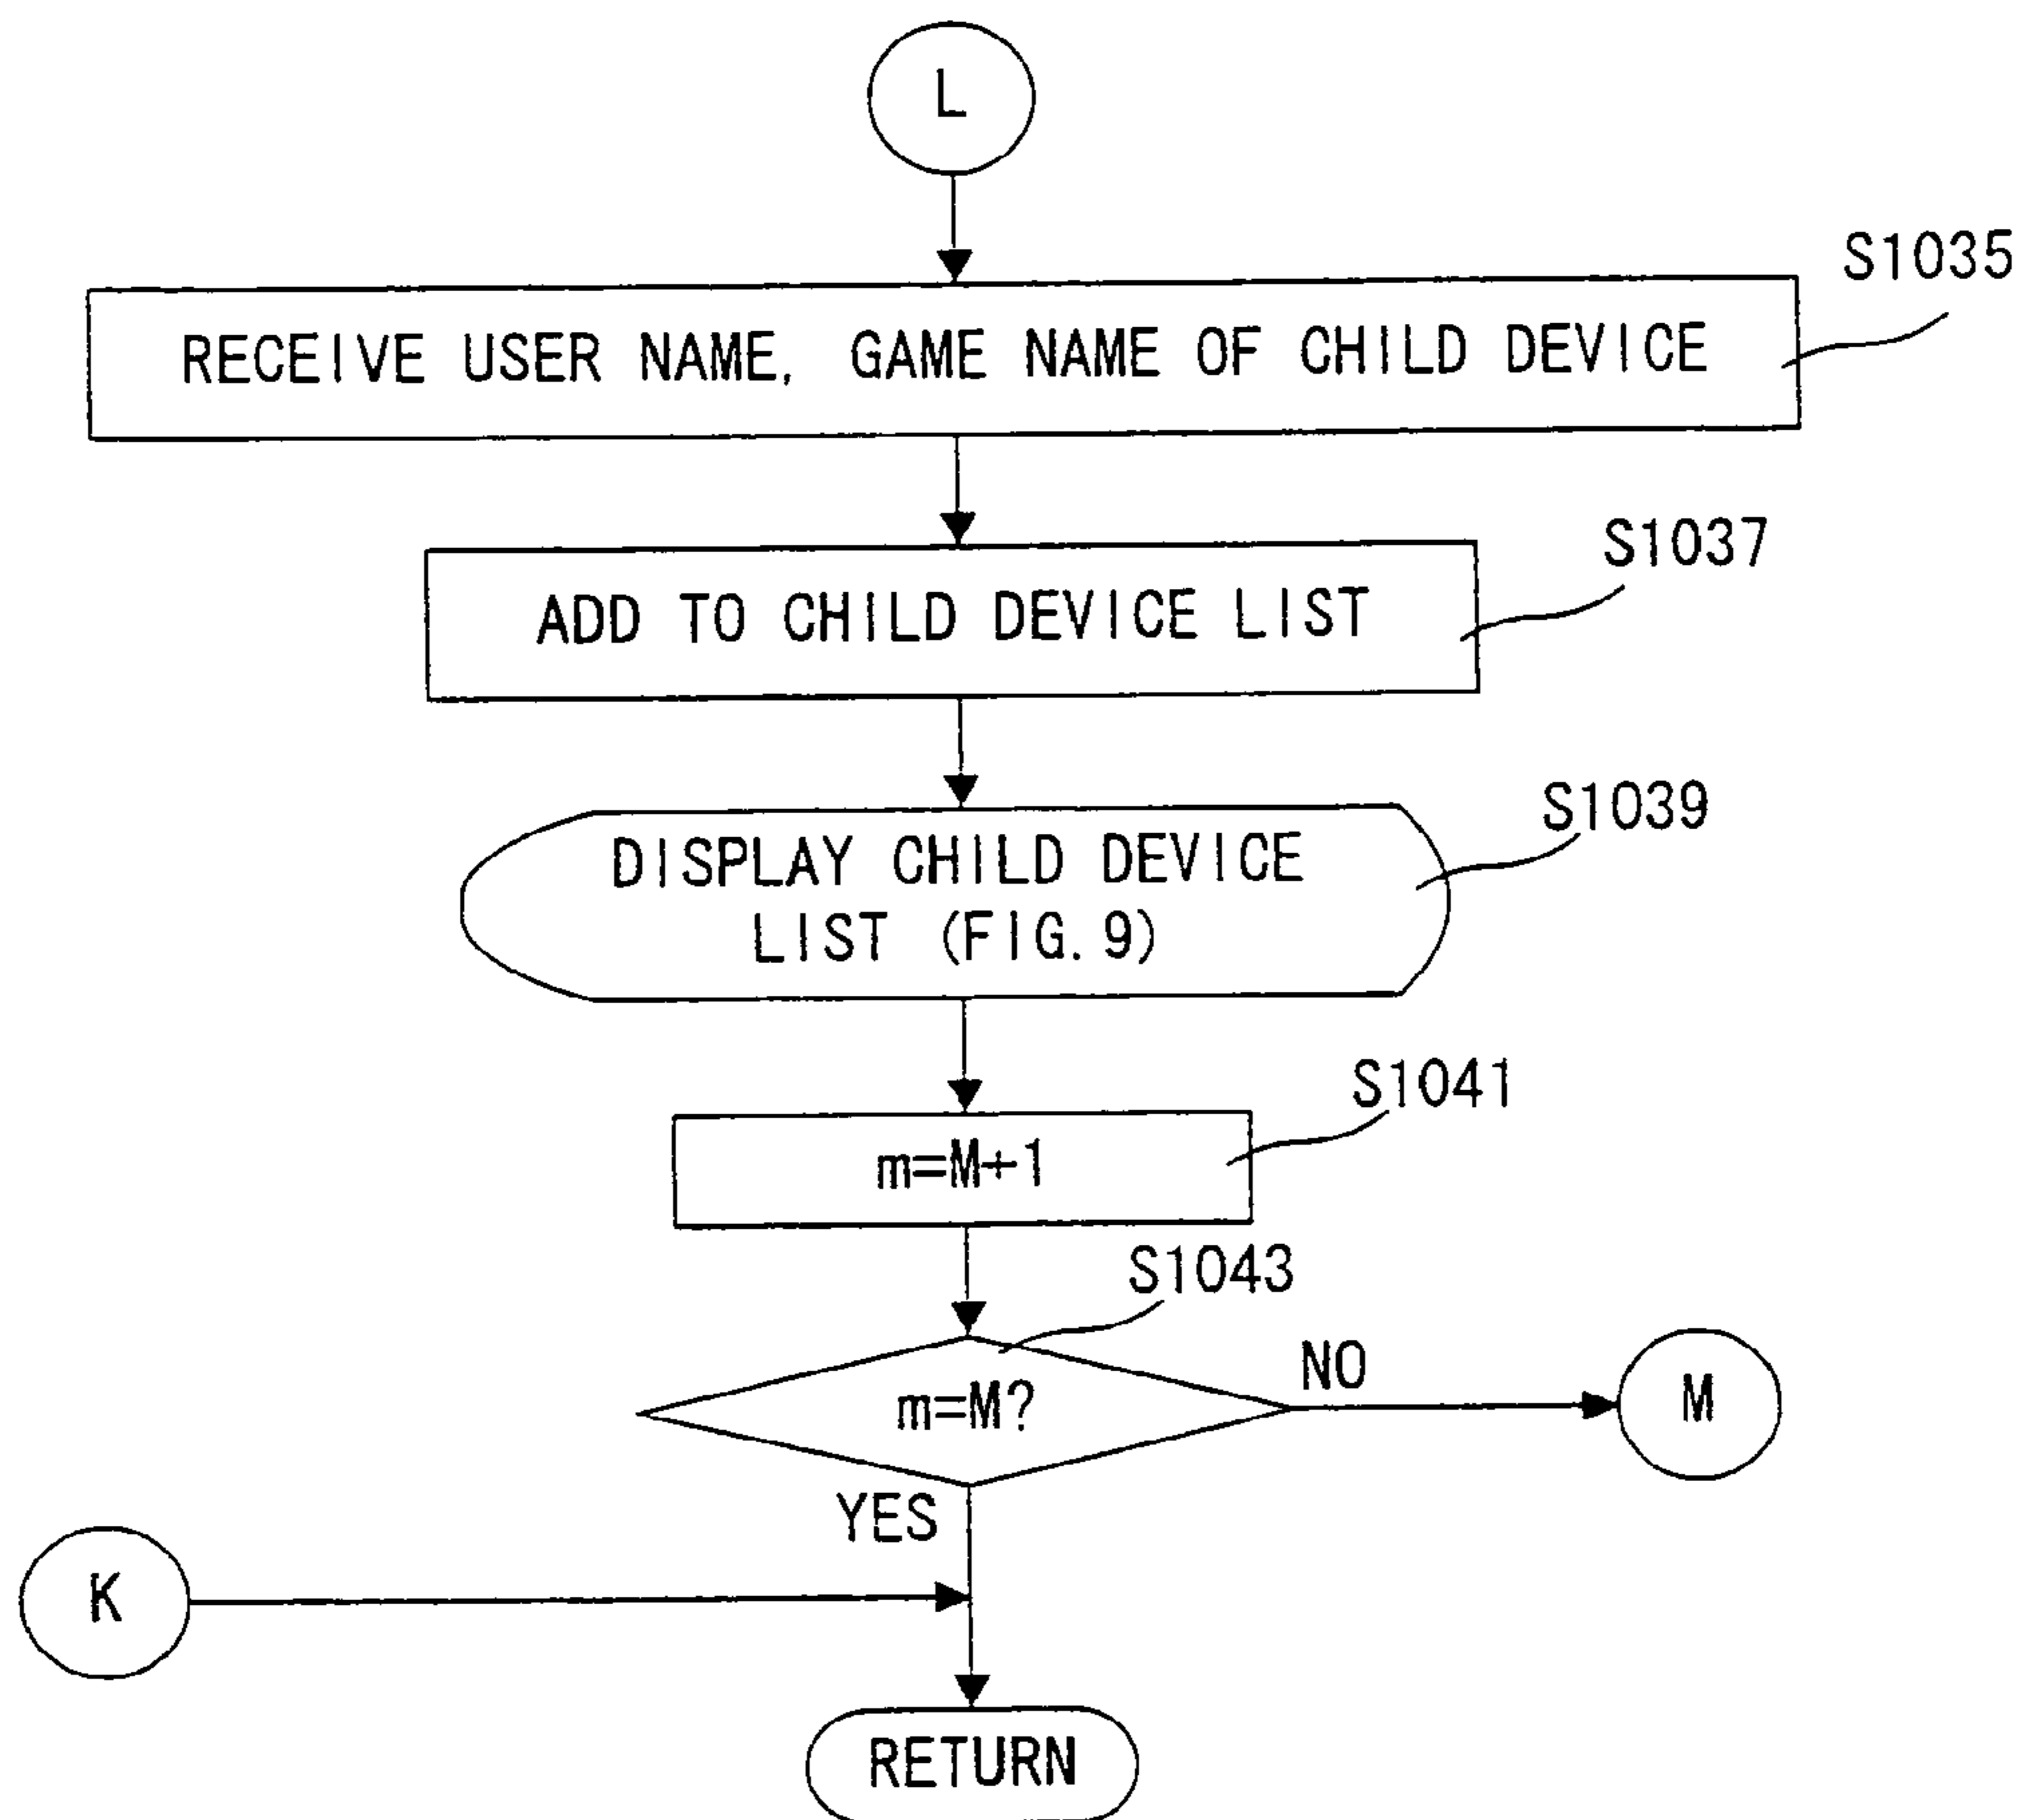 L
S1035
RECEIVE USER NAME, GAME NAME OF CHILD DEVICE
S1037
ADD TO CHILD DEVICE LIST
S1039
DISPLAY CHILD DEVICE
LIST (FIG. 9)
S1041
m=M+1
S1043
m=M?
NO
M
YES
K
RETURN